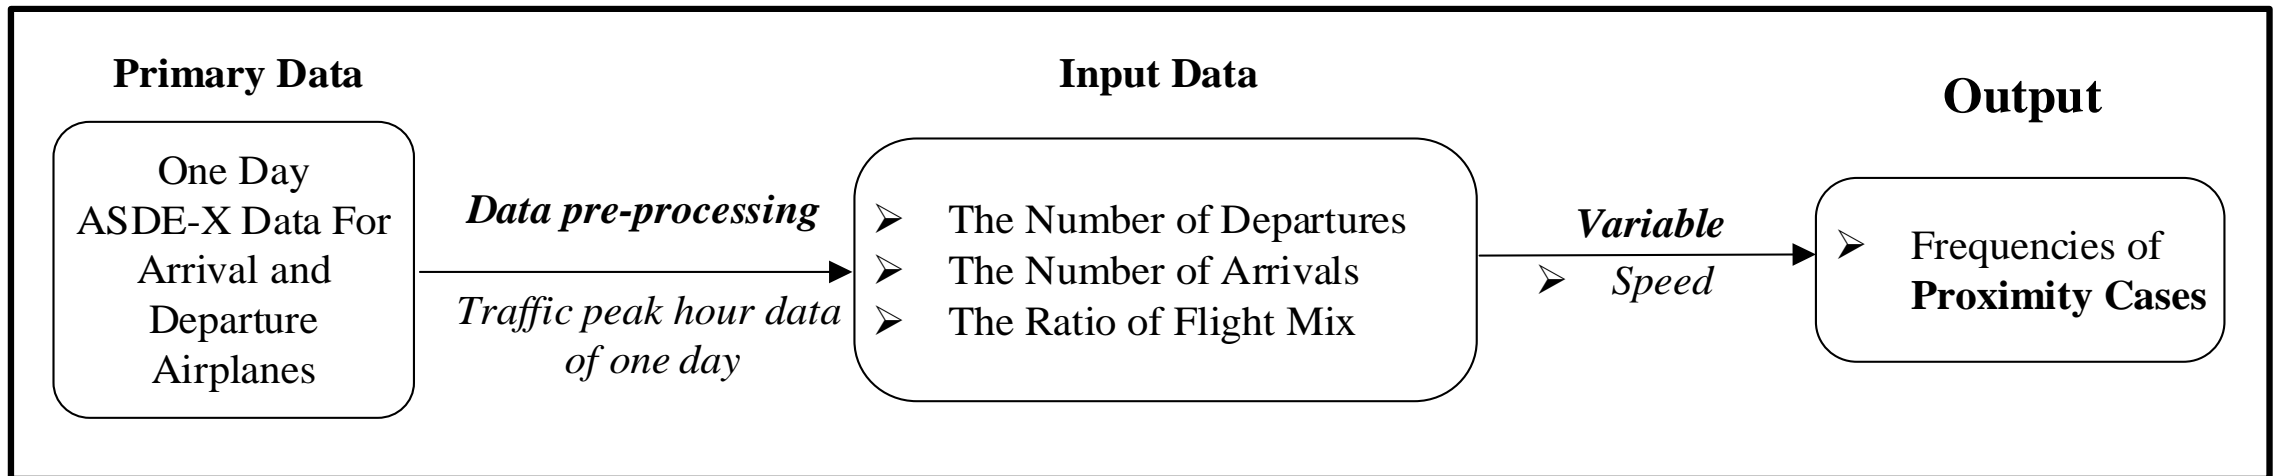 Primary Data
One Day
ASDE-X Data For
Arrival and
Departure
Airplanes
Data pre-processing
Traffic peak hour data
of one day
Input Data
➢ The Number of Departures
➢ The Number of Arrivals
➢ The Ratio of Flight Mix
Variable
➢ Speed
Output
➢ Frequencies of
Proximity Cases